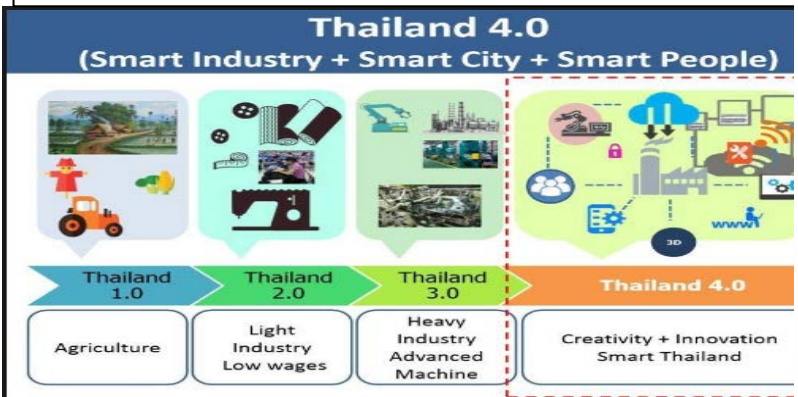 Thailand 4.0
(Smart Industry + Smart City + Smart People)
3D
www
Thailand
1.0
Thailand
2.0
Thailand
3.0
Thailand 4.0
Agriculture
Light
Industry
Low wages
Heavy
Industry
Advanced
Machine
Creativity + Innovation
Smart Thailand